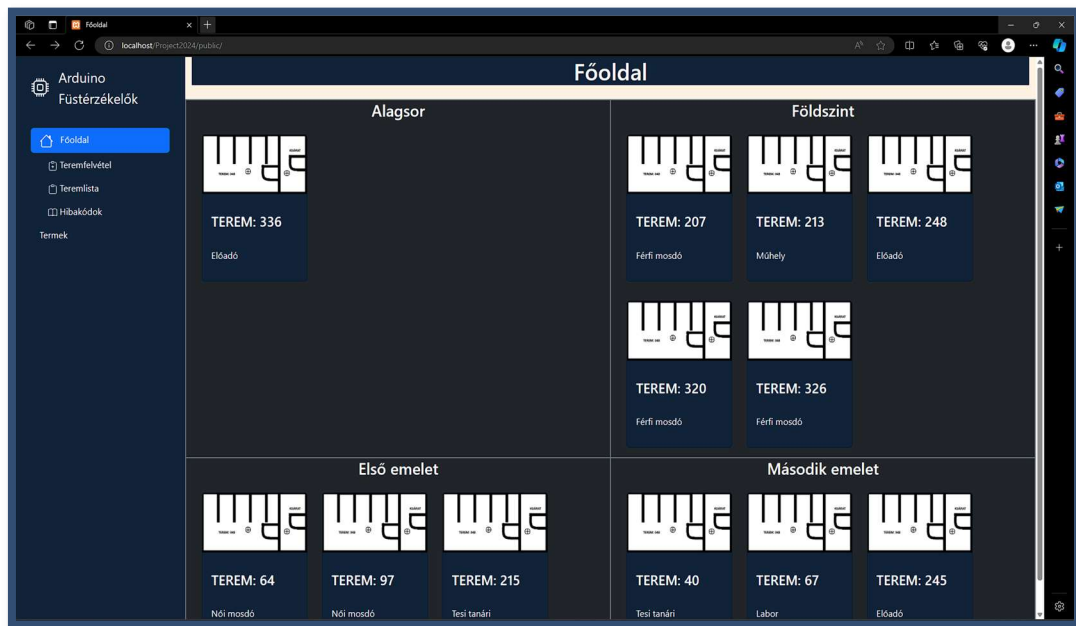 Főoldal
localhost/Project2024/public/
Arduino
Füstérzékelők
Főoldal
Teremfelvétel
Teremlista
Hibakódok
Termek
Főoldal
Alagsor
TEREM: 336
Előadó
Földszint
TEREM: 207
Férfi mosdó
TEREM: 213
Műhely
TEREM: 248
Előadó
TEREM: 320
Férfi mosdó
TEREM: 326
Férfi mosdó
Első emelet
TEREM: 64
Női mosdó
TEREM: 97
Női mosdó
TEREM: 215
Tesi tanári
Második emelet
TEREM: 40
Tesi tanári
TEREM: 67
Labor
TEREM: 245
Előadó